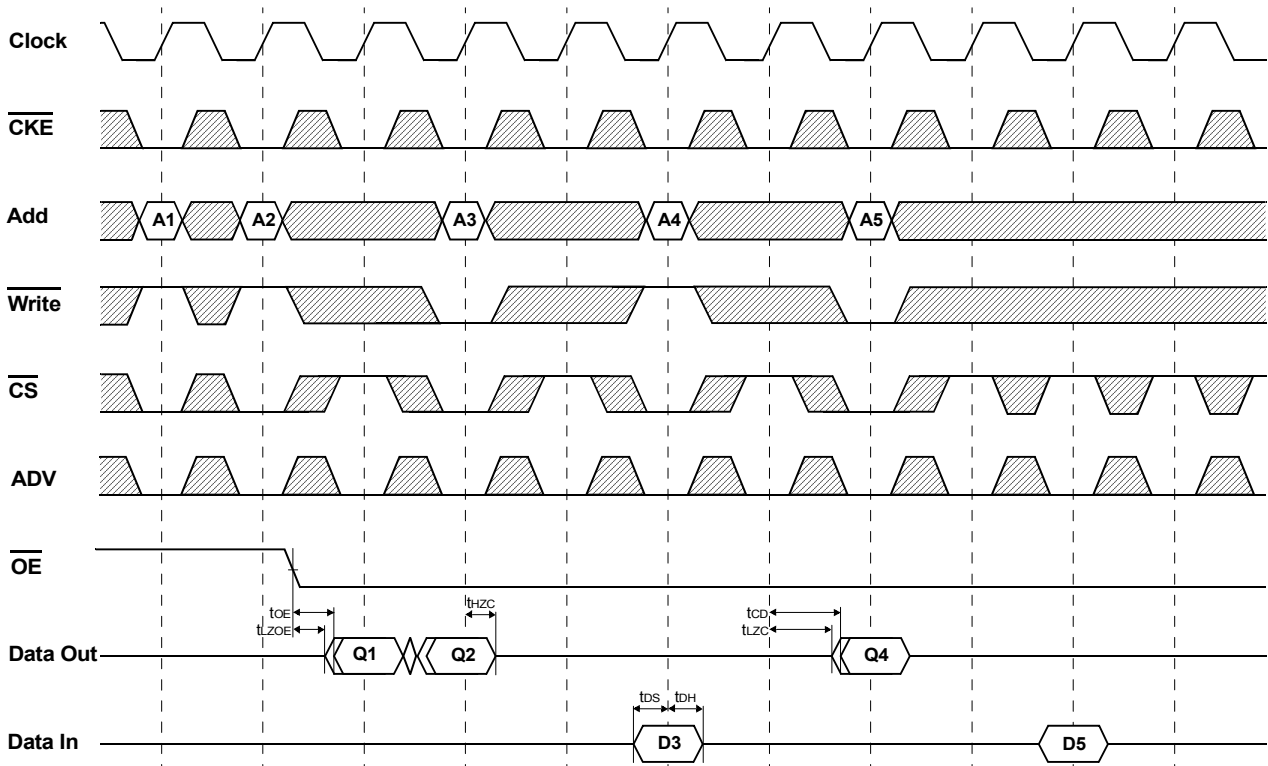 Clock
CKE
Add A1 A2 A3 A4 A5
Write
CS
ADV
OE
tOE tHZC tCD
tLZOE tLZC
Data Out Q1 Q2 Q4
tDS tDH
Data In D3 D5